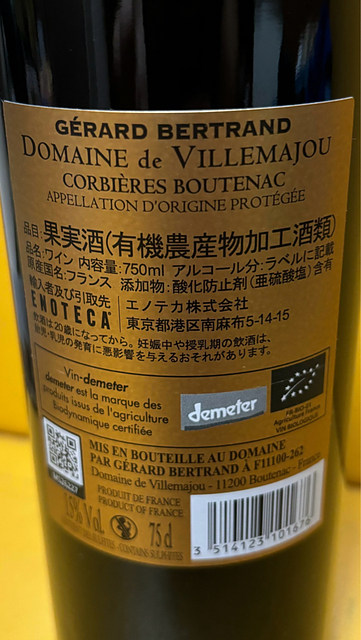 GÉRARD BERTRAND
DOMAINE de VILLEMAJOU
CORBIÈRES BOUTENAC
APPELLATION D'ORIGINE PROTÉGÉE
品目:果実酒(有機農産物加工酒類)
品名:ワイン 内容量:750ml アルコール分:ラベルに記載
原産国名:フランス 添加物:酸化防止剤(亜硫酸塩)含有
輸入者及び引取先
ENOTECA
エノテカ株式会社
東京都港区南麻布5-14-15
飲酒は20歳になってから。妊娠中や授乳期の飲酒は、
胎児・乳児の発育に悪影響を与えるおそれがあります。
Vin-demeter
demeter est la marque des
produits issus de l'agriculture
Biodynamique certifiée
demeter
FR-BIO-01
Agriculture France
MIS EN BOUTEILLE AU DOMAINE
PAR GÉRARD BERTRAND À F11100-262
Domaine de Villemajou - 11200 Boutenac - France
PRODUIT DE FRANCE
PRODUCT OF FRANCE
15% Vol.
75 cl
3 514123 101676